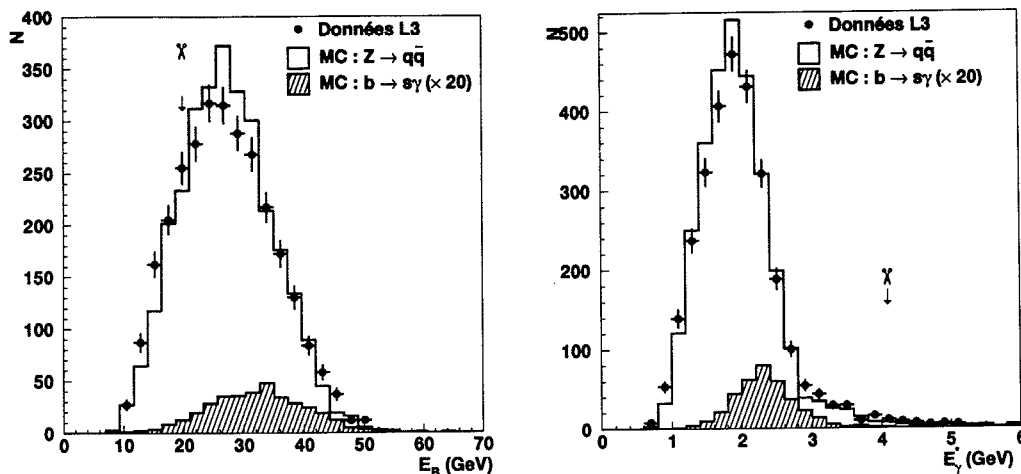 N
400
350
300
250
200
150
100
50
0
0 10 20 30 40 50 60 70
E_B (GeV)
Données L3
MC : Z → qq̄
MC : b → sγ (× 20)
N
500
400
300
200
100
0
0 1 2 3 4 5 6
E*_γ (GeV)
Données L3
MC : Z → qq̄
MC : b → sγ (× 20)